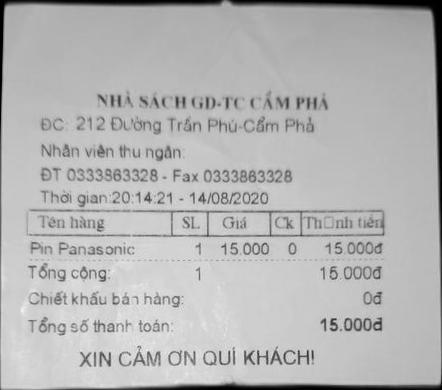 NHÀ SÁCH GD-TC CẨM PHẢ
ĐC: 212 Đường Trần Phú-Cẩm Phả
Nhân viên thu ngân:
ĐT 0333863328 - Fax 0333863328
Thời gian:20:14:21 - 14/08/2020
Tên hàng SL Giá Ck Th□nh tiền
Pin Panasonic 1 15.000 0 15.000đ
Tổng cộng: 1 15.000đ
Chiết khấu bán hàng: 0đ
Tổng số thanh toán: 15.000đ
XIN CẢM ƠN QUÍ KHÁCH!